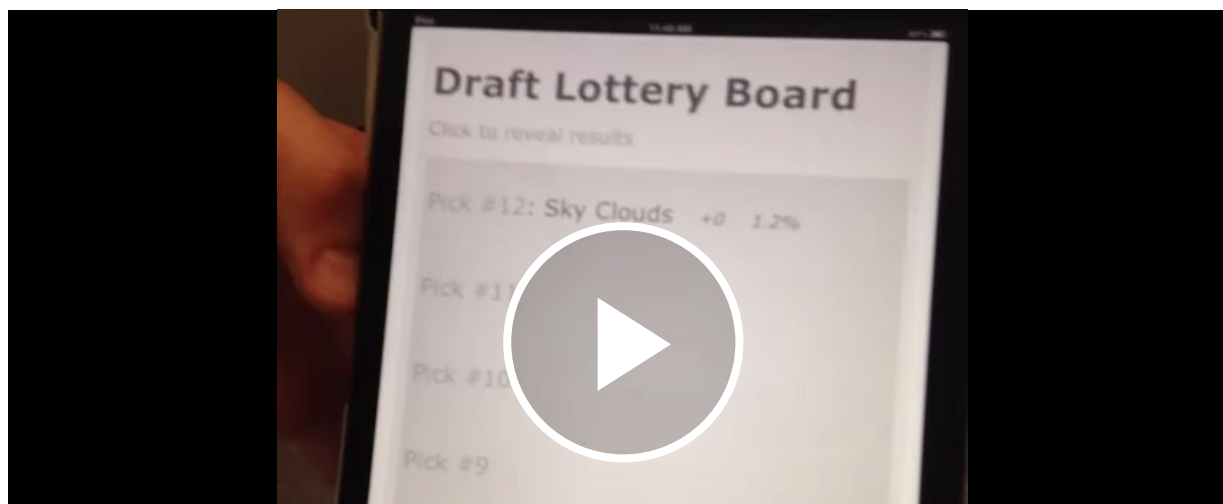 Draft Lottery Board
Click to reveal results
Pick #12: Sky Clouds +0 1.2%
Pick #11
Pick #10
Pick #9